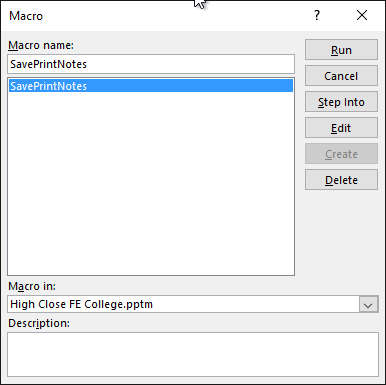 Macro
?
Macro name:
SavePrintNotes
SavePrintNotes
Run
Cancel
Step Into
Edit
Create
Delete
Macro in:
High Close FE College.pptm
Description: